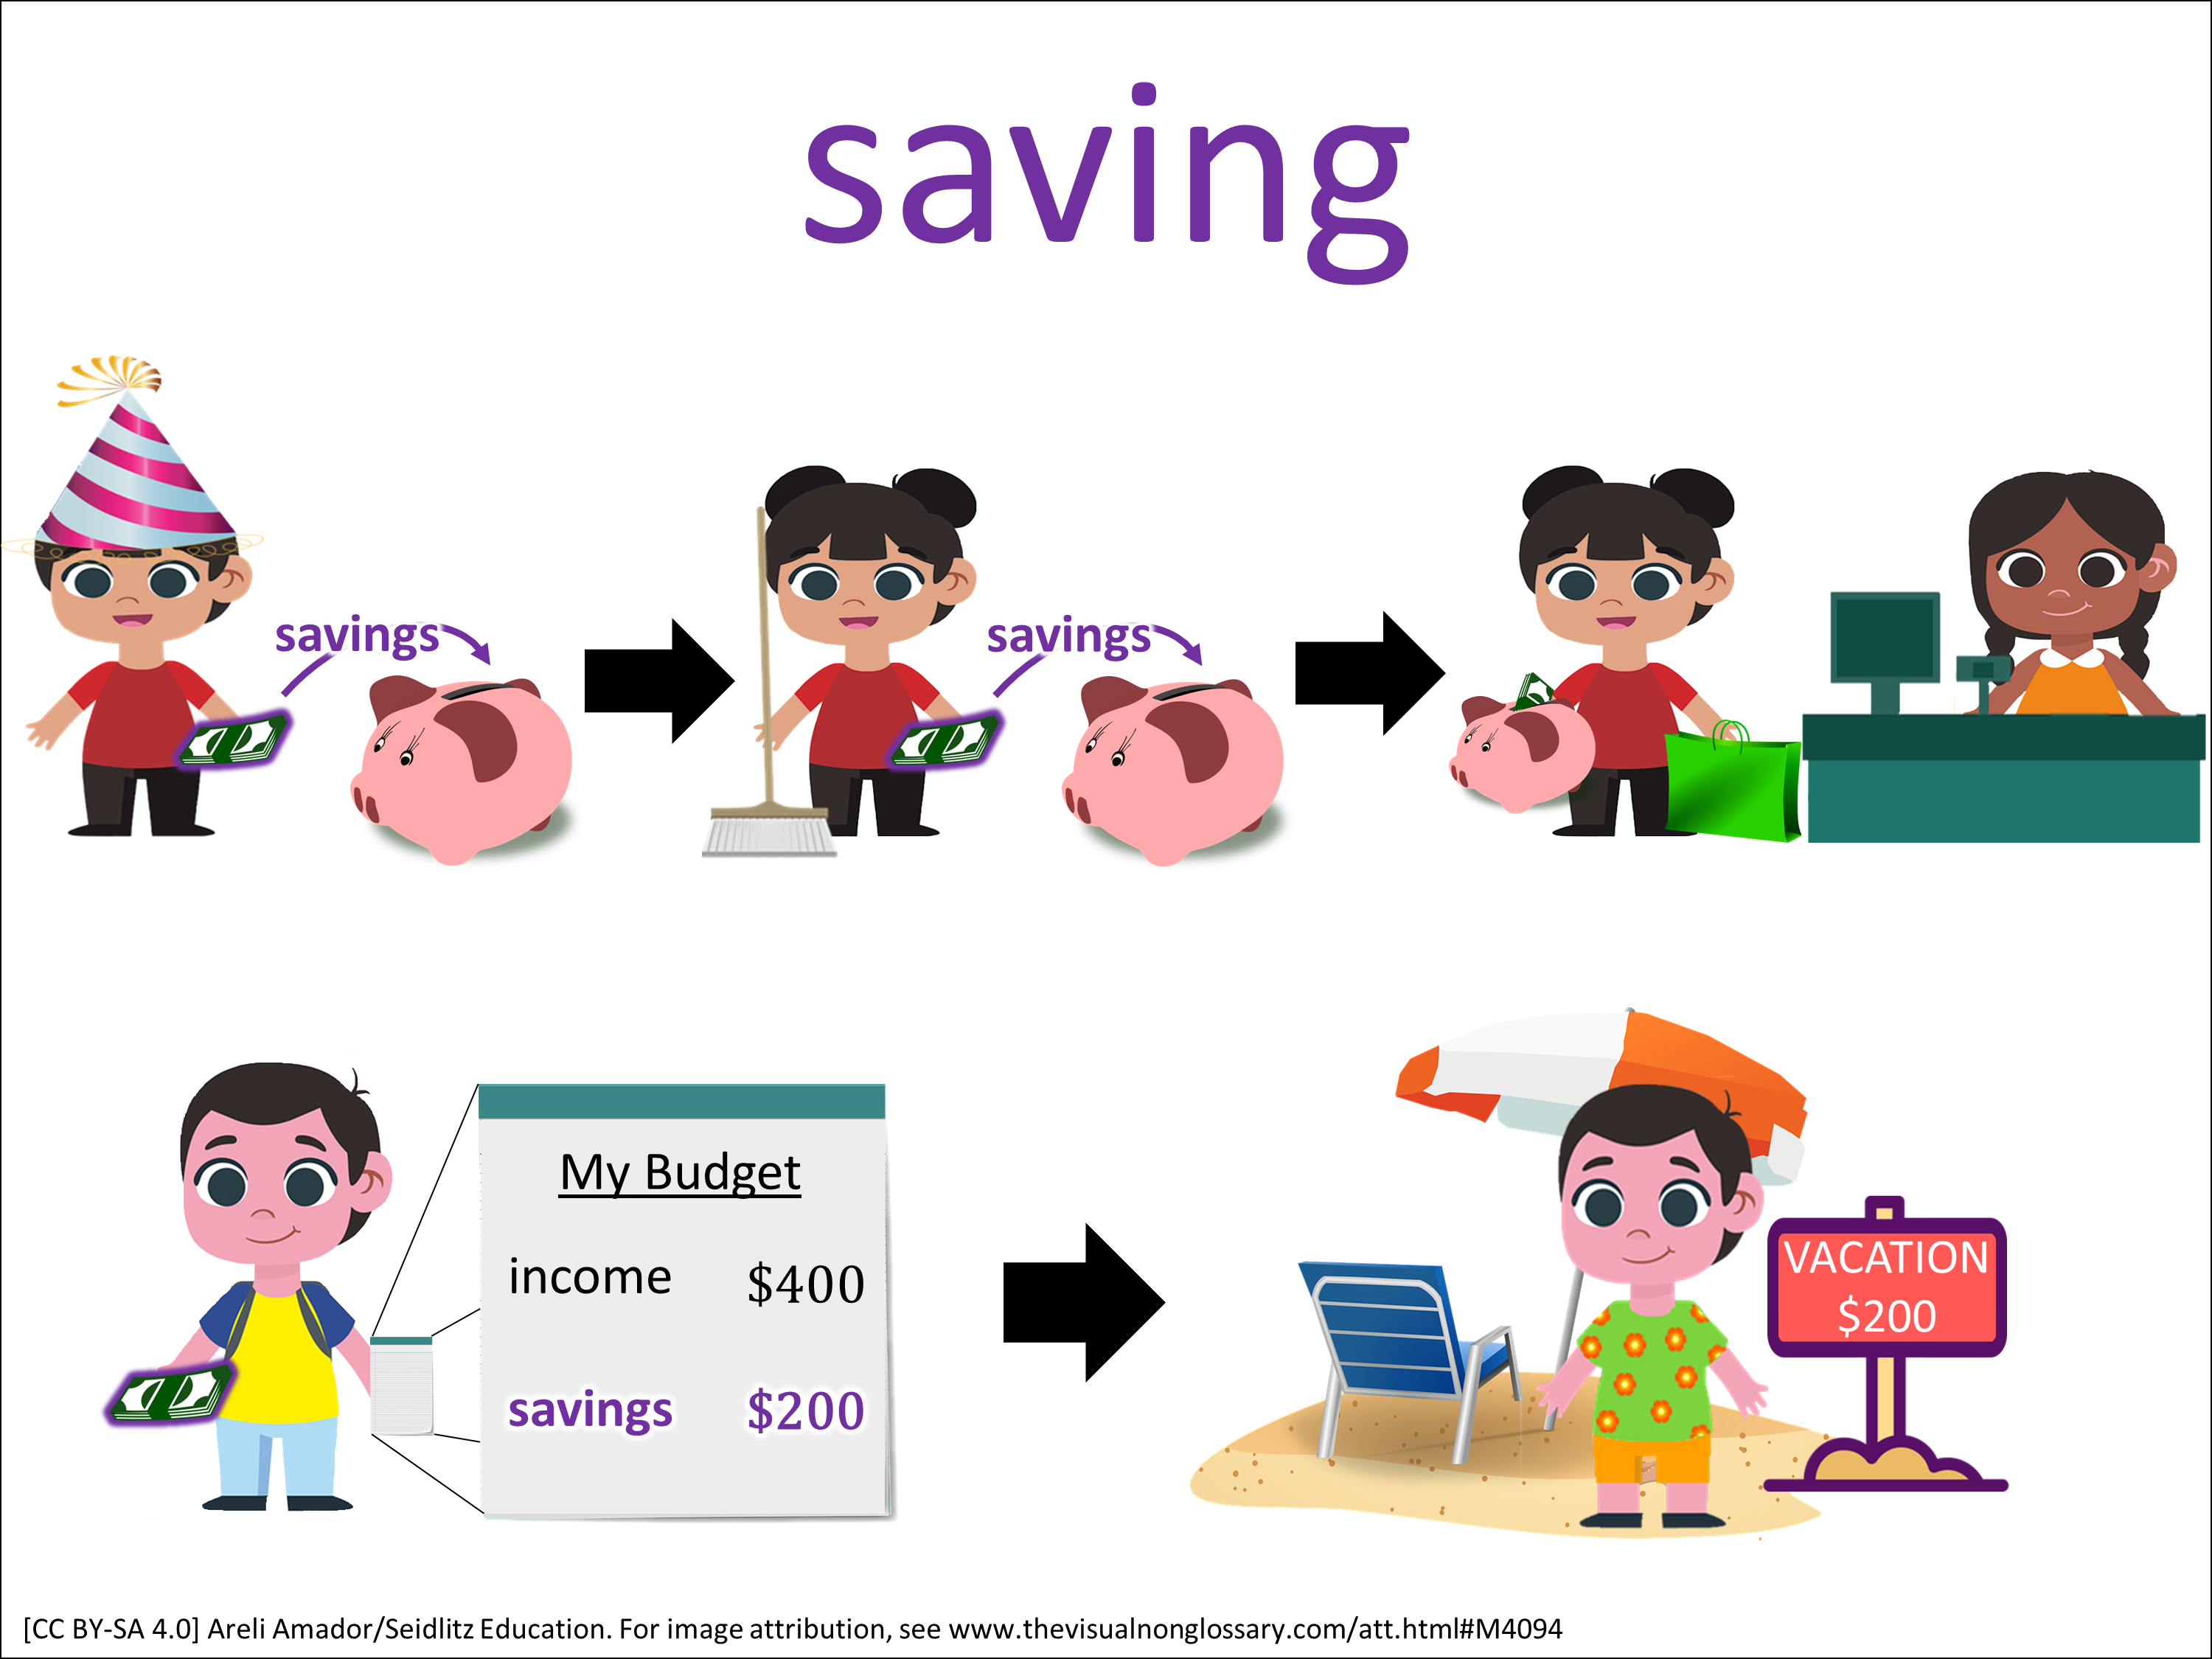 saving
savings
savings
My Budget
income $400
savings $200
VACATION
$200
[CC BY-SA 4.0] Areli Amador/Seidlitz Education. For image attribution, see www.thevisualnonglossary.com/att.html#M4094